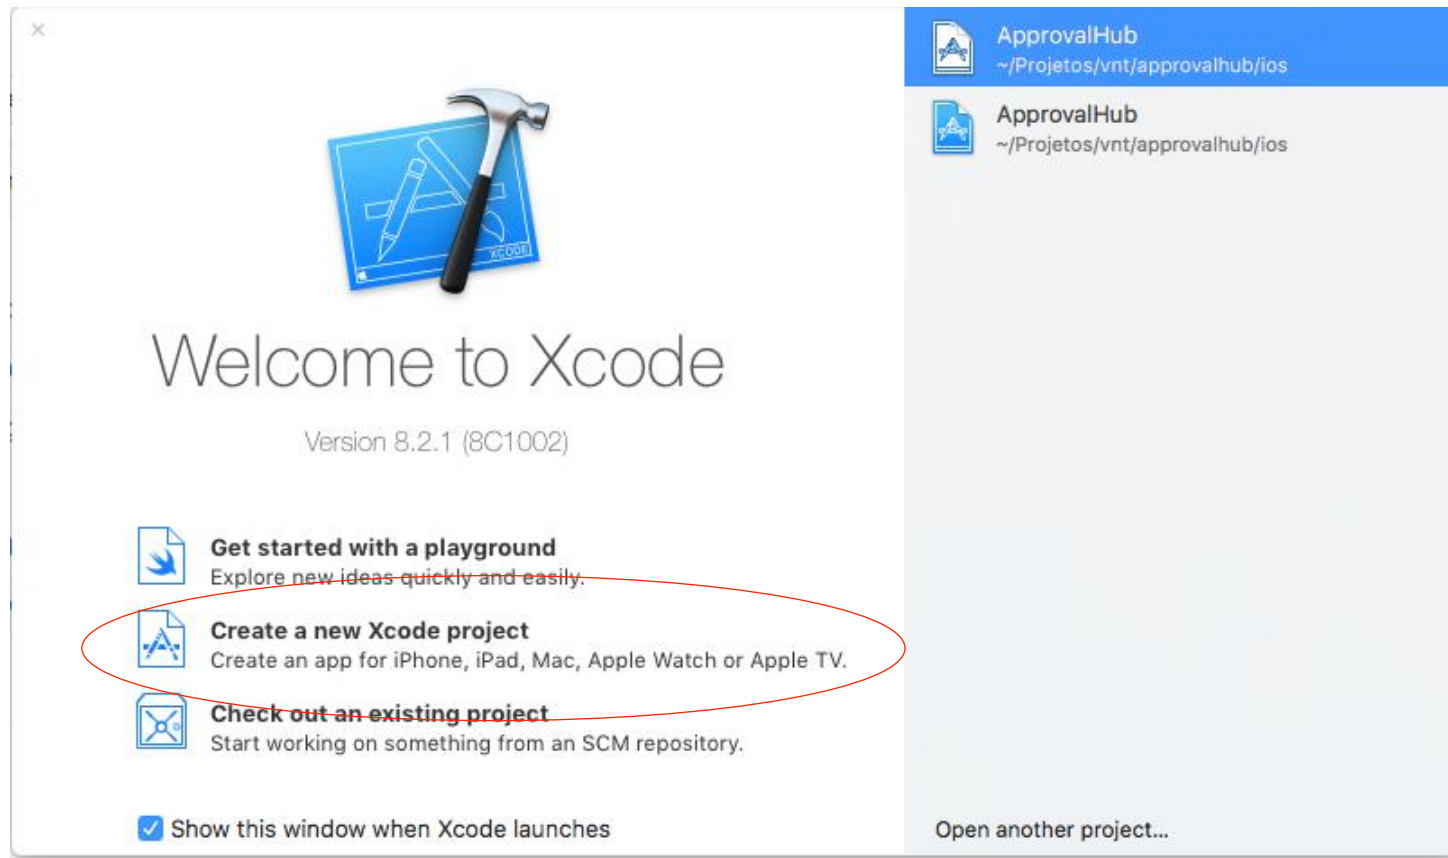 XCODE
Welcome to Xcode
Version 8.2.1 (8C1002)
Get started with a playground
Explore new ideas quickly and easily.
Create a new Xcode project
Create an app for iPhone, iPad, Mac, Apple Watch or Apple TV.
Check out an existing project
Start working on something from an SCM repository.
Show this window when Xcode launches
ApprovalHub
~/Projetos/vnt/approvalhub/ios
ApprovalHub
~/Projetos/vnt/approvalhub/ios
Open another project...